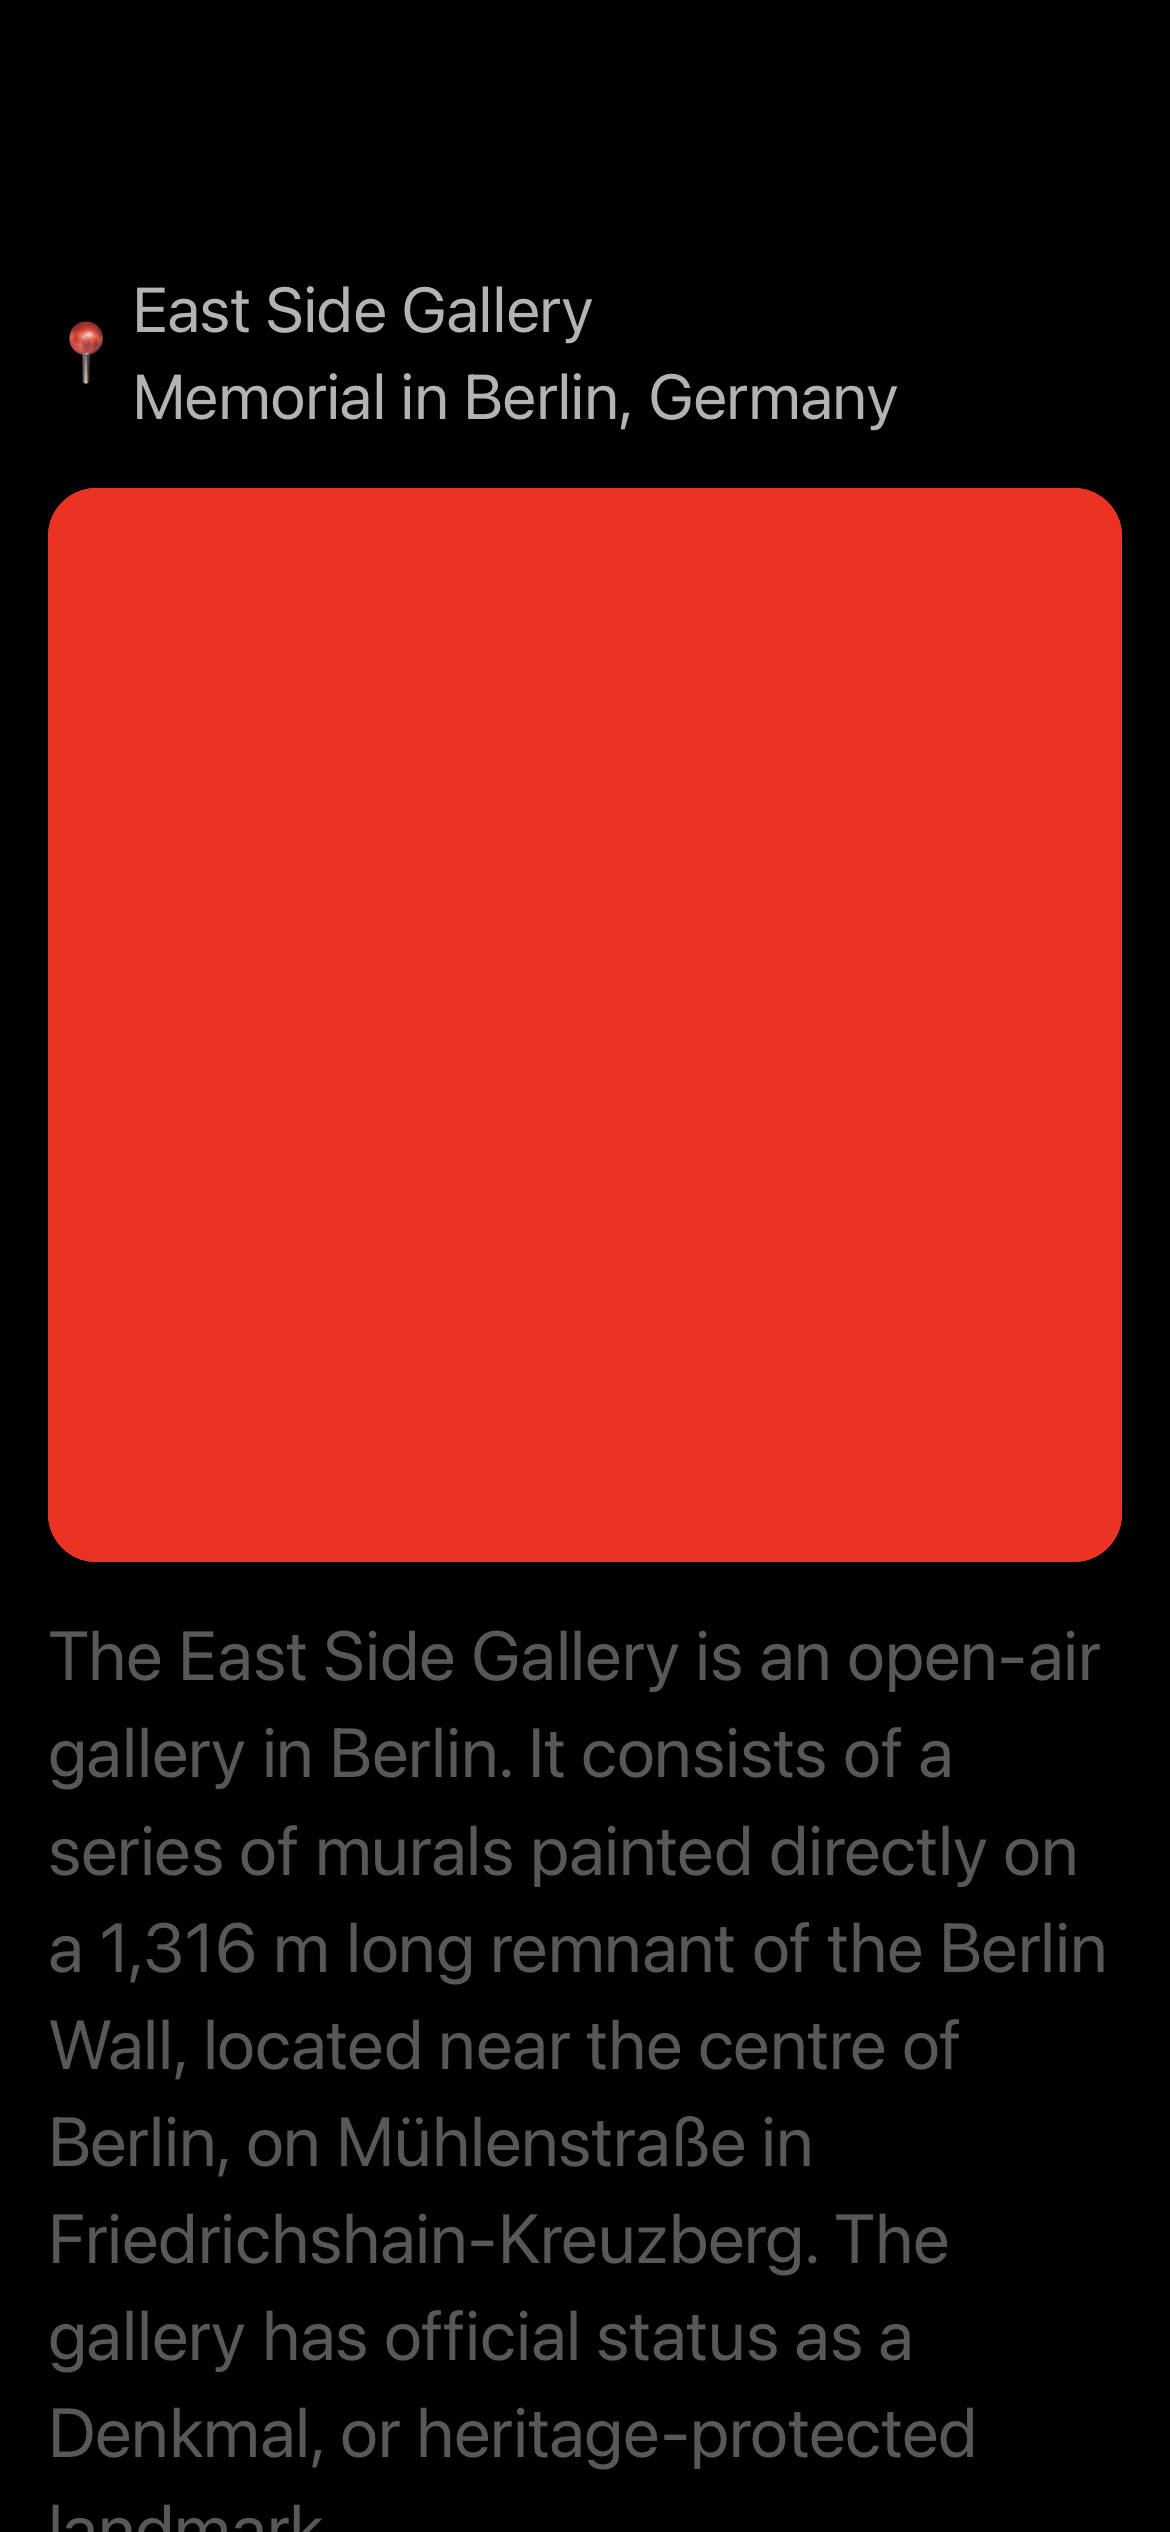 East Side Gallery
Memorial in Berlin, Germany
The East Side Gallery is an open-air
gallery in Berlin. It consists of a
series of murals painted directly on
a 1,316 m long remnant of the Berlin
Wall, located near the centre of
Berlin, on Mühlenstraße in
Friedrichshain-Kreuzberg. The
gallery has official status as a
Denkmal, or heritage-protected
landmark.